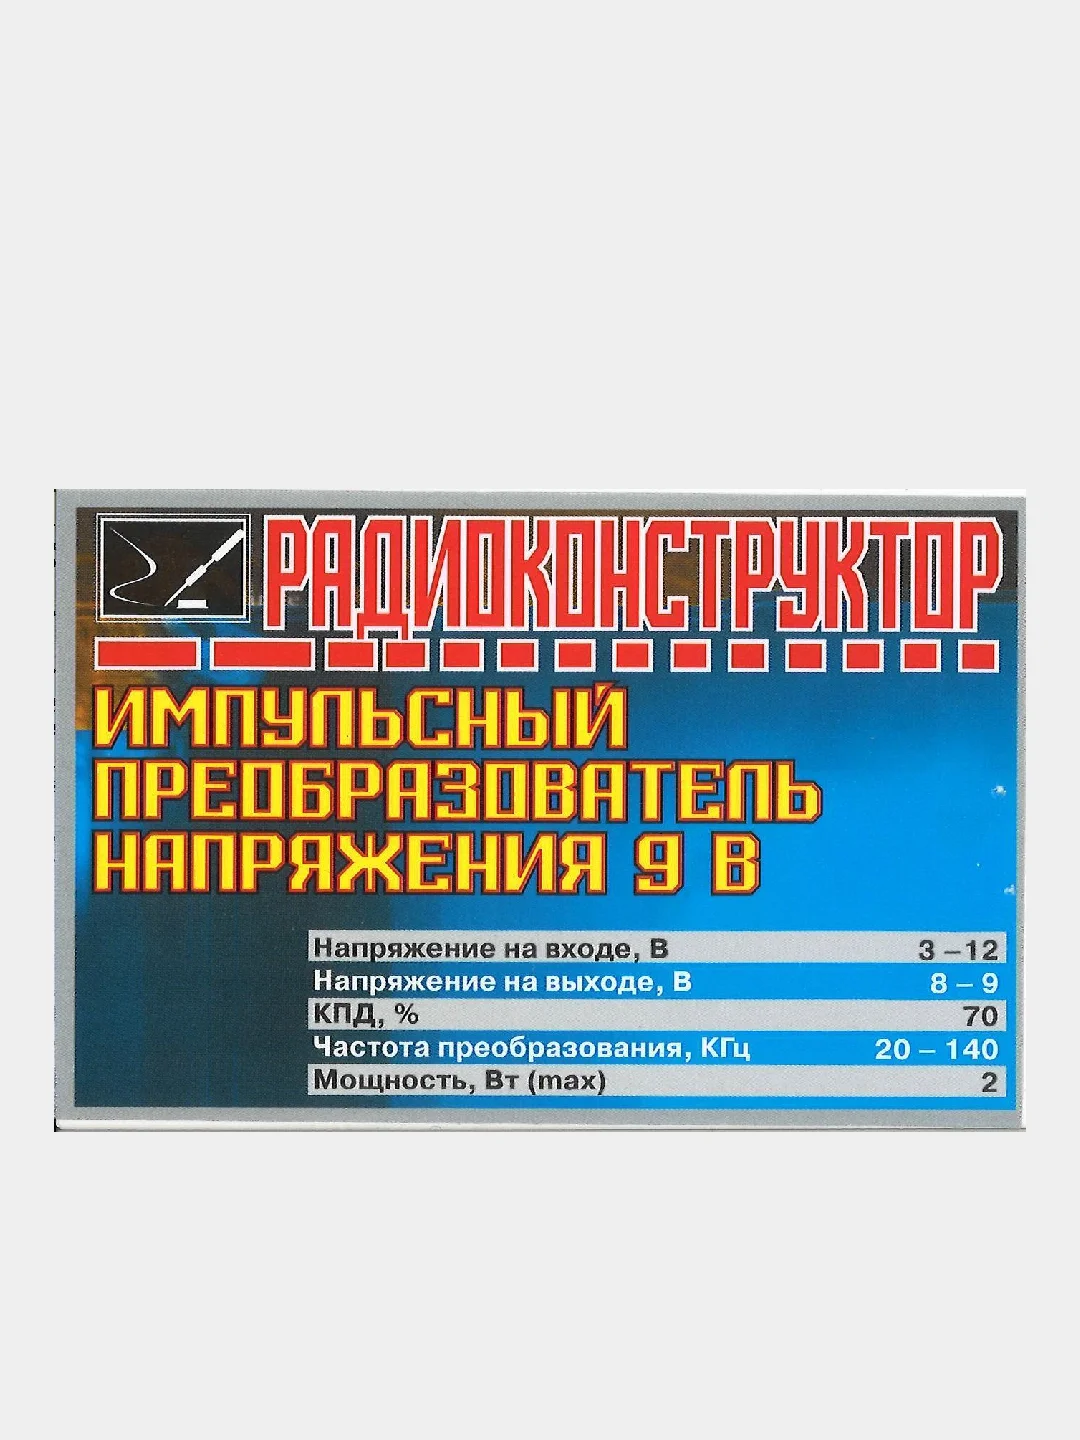 РАДИОКОНСТРУКТОР
ИМПУЛЬСНЫЙ
ПРЕОБРАЗОВАТЕЛЬ
НАПРЯЖЕНИЯ 9 В
Напряжение на входе, В 3 – 12
Напряжение на выходе, В 8 – 9
КПД, % 70
Частота преобразования, КГц 20 – 140
Мощность, Вт (max) 2